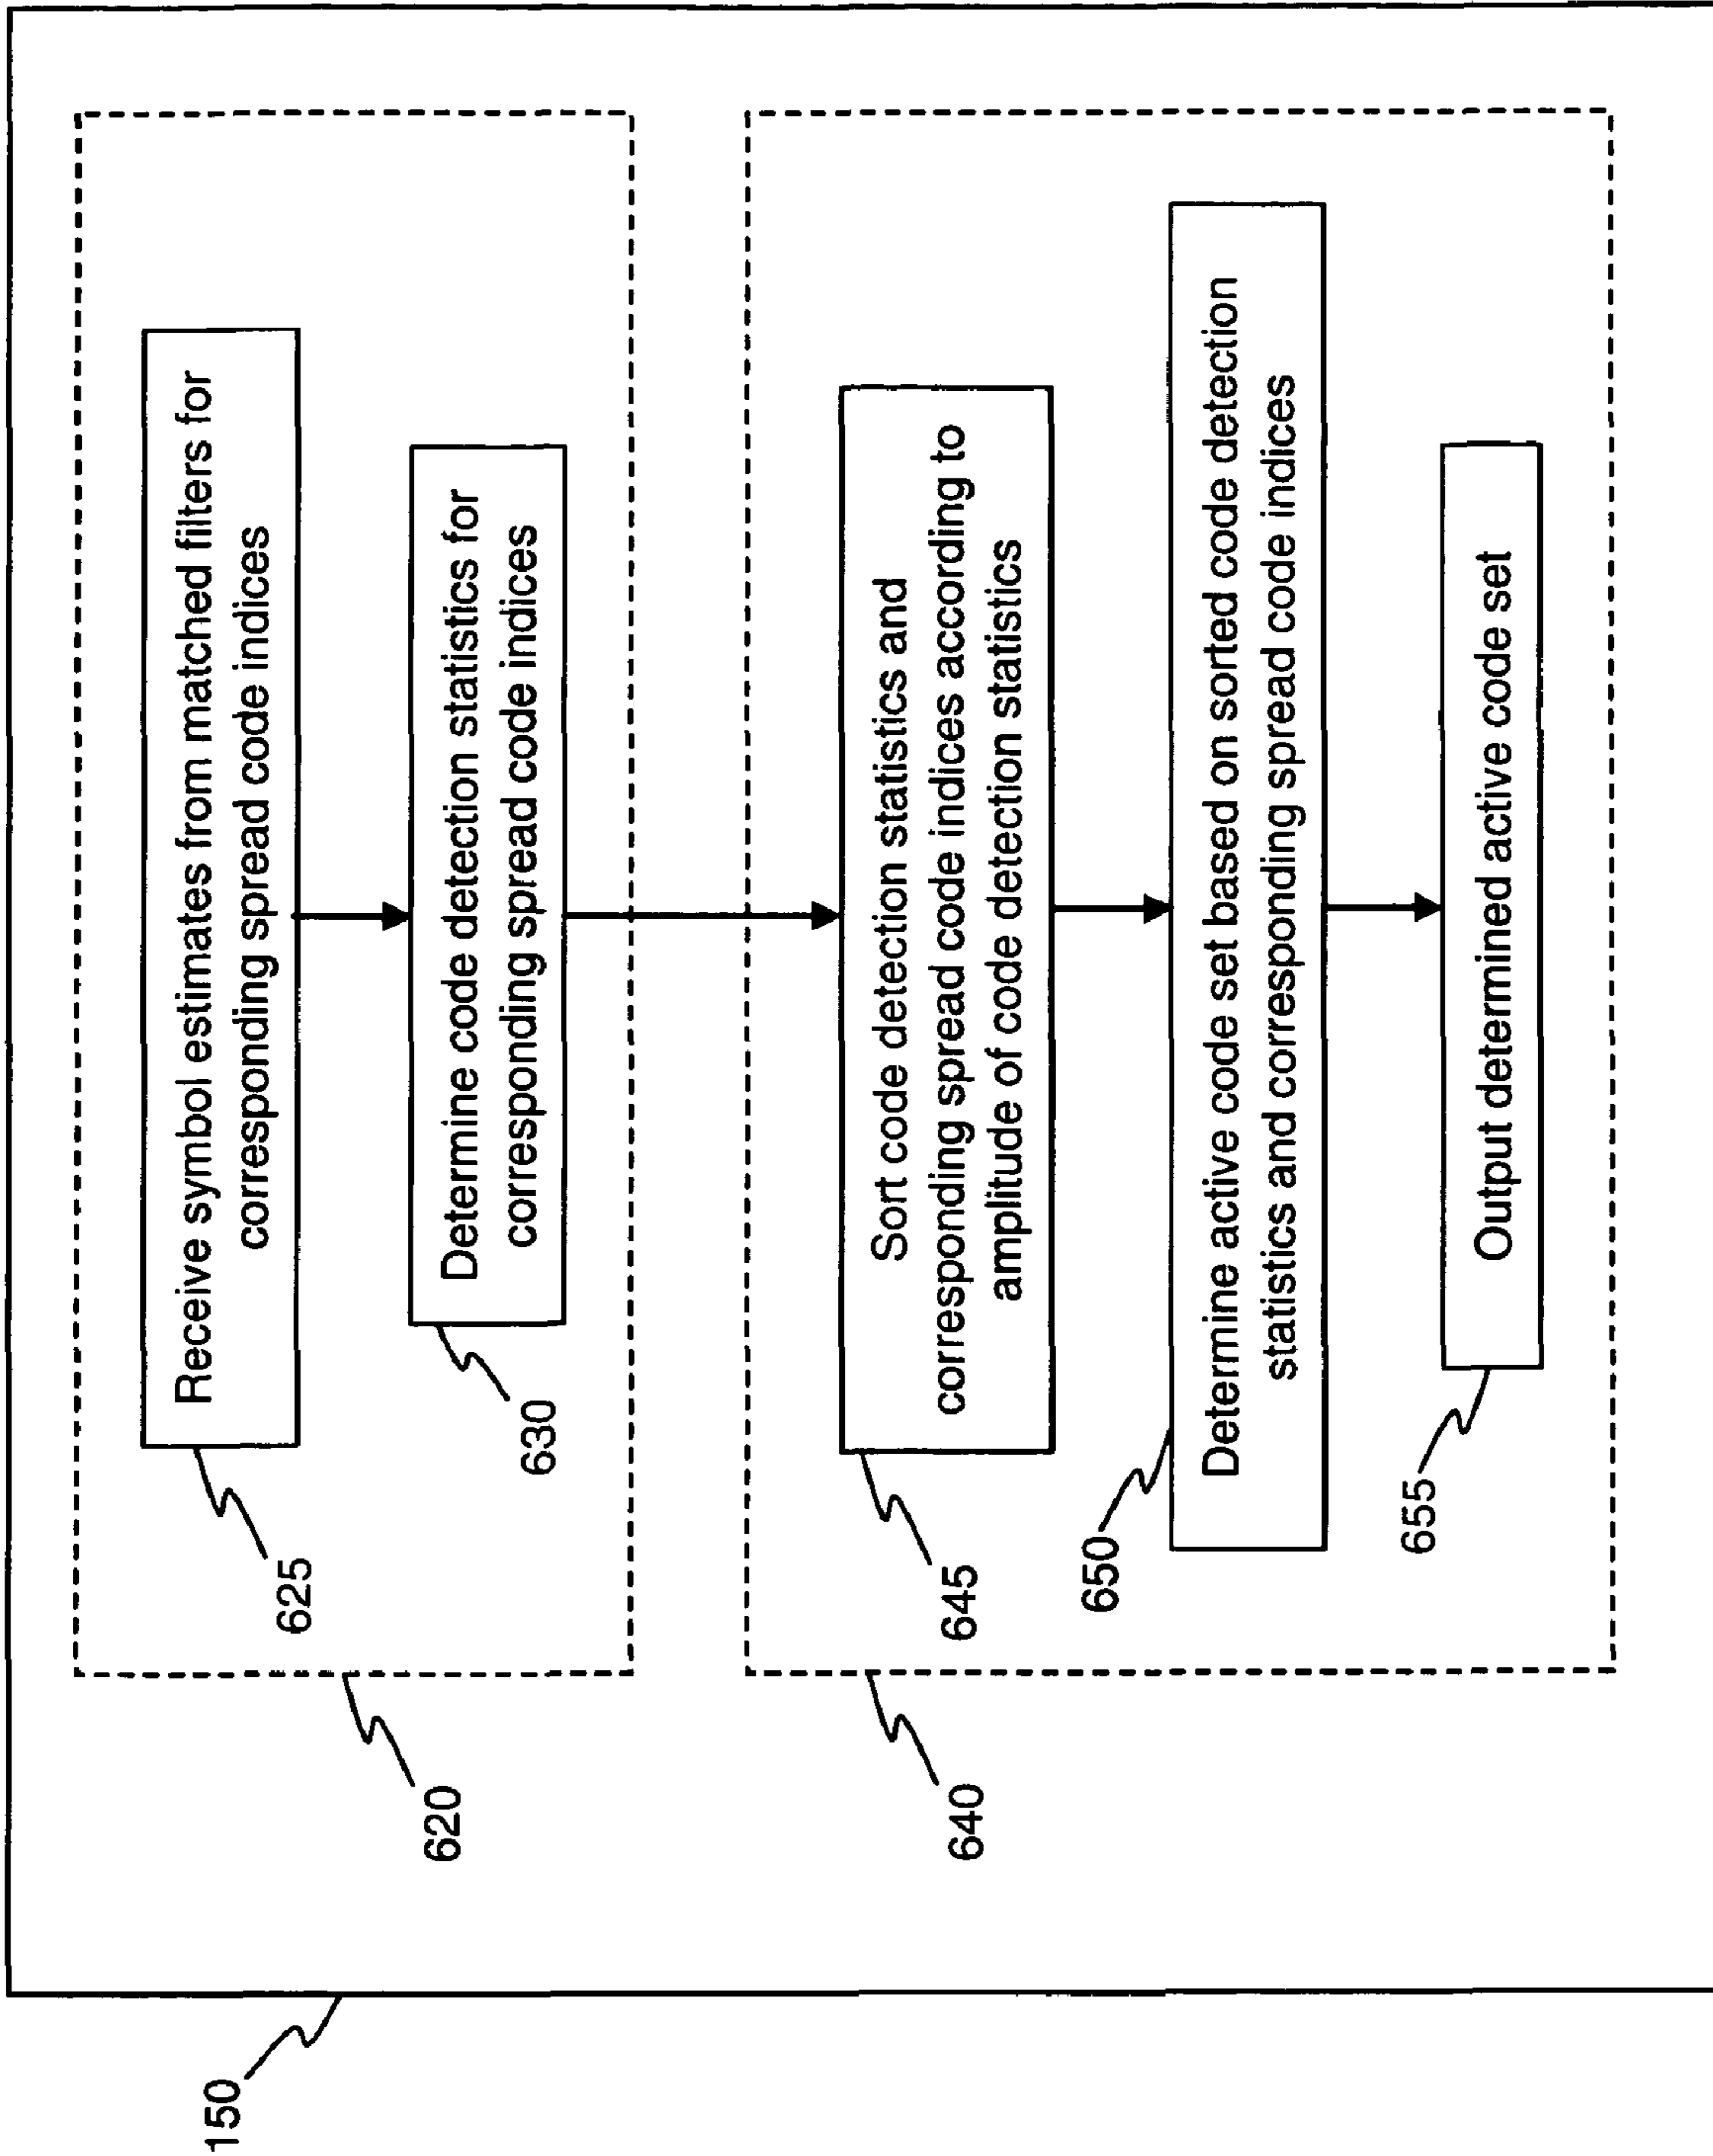 150
620
625
Receive symbol estimates from matched filters for
corresponding spread code indices
630
Determine code detection statistics for
corresponding spread code indices
640
645
Sort code detection statistics and
corresponding spread code indices according to
amplitude of code detection statistics
650
Determine active code set based on sorted code detection
statistics and corresponding spread code indices
655
Output determined active code set